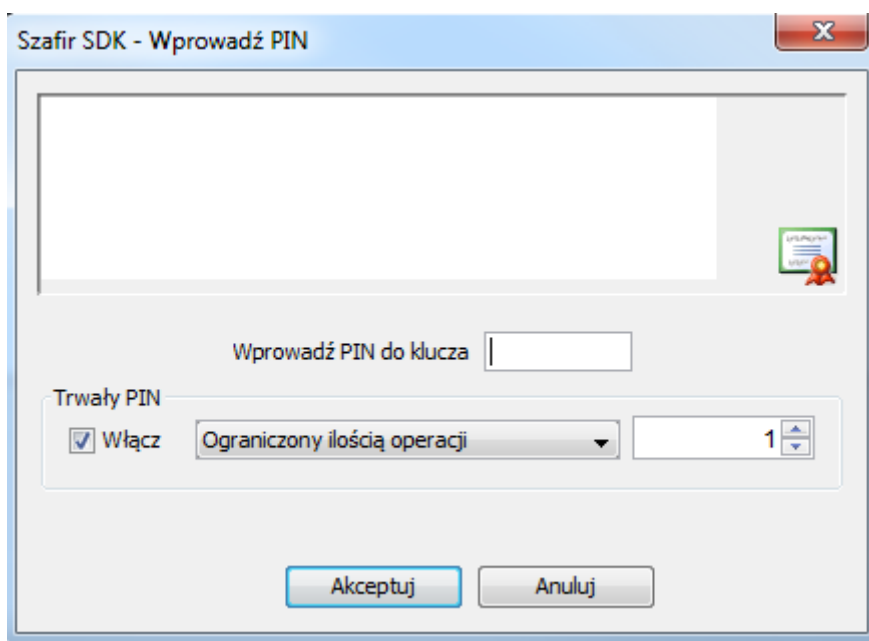 Szafir SDK - Wprowadź PIN
Wprowadź PIN do klucza
Trwały PIN
Włącz Ograniczony ilością operacji 1
Akceptuj Anuluj